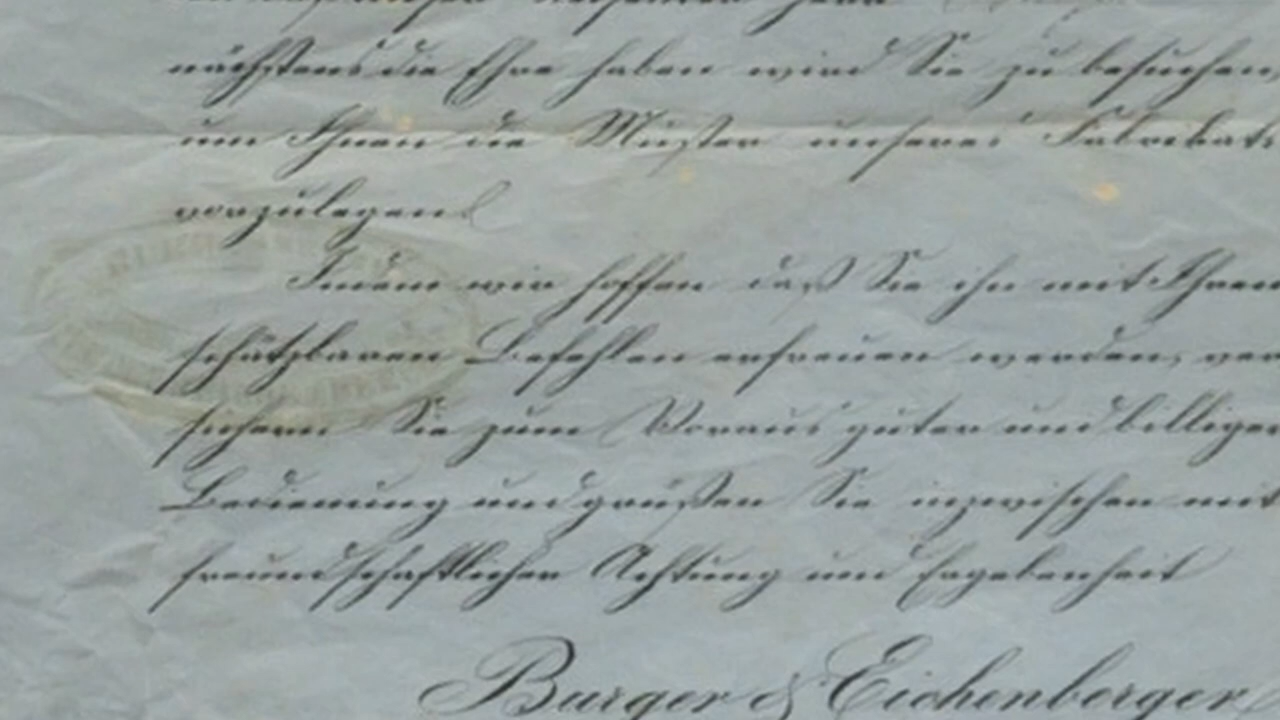 nächstens die Ehre haben wird Sie zu besuchen,
um Ihnen die Muster unseres Fabrikats
vorzulegen.
Indem wir hoffen daß Sie ihn mit Ihren
schätzbaren Befehlen erfreuen werden, ver
sichern Sie zum Voraus guter und billiger
Bedienung und grüßen Sie inzwischen mit
freundschaftlicher Achtung und Ergebenheit
Burger & Eichenberger